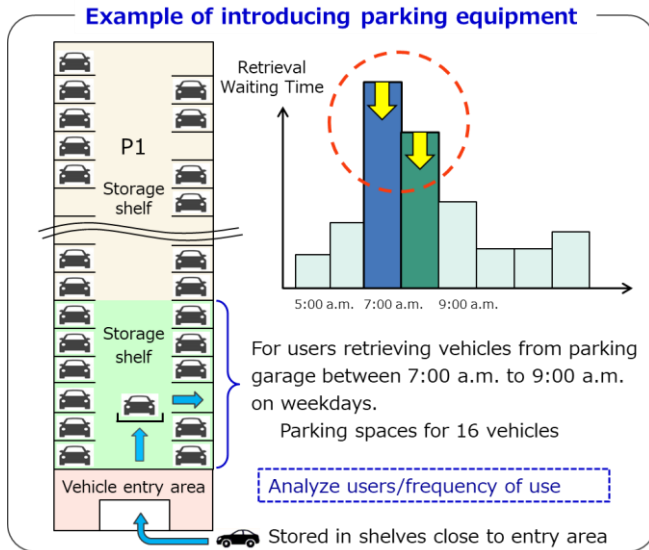 Example of introducing parking equipment
P1
Storage
shelf
Storage
shelf
Vehicle entry area
Retrieval
Waiting Time
5:00 a.m. 7:00 a.m. 9:00 a.m.
For users retrieving vehicles from parking
garage between 7:00 a.m. to 9:00 a.m.
on weekdays.
Parking spaces for 16 vehicles
Analyze users/frequency of use
Stored in shelves close to entry area